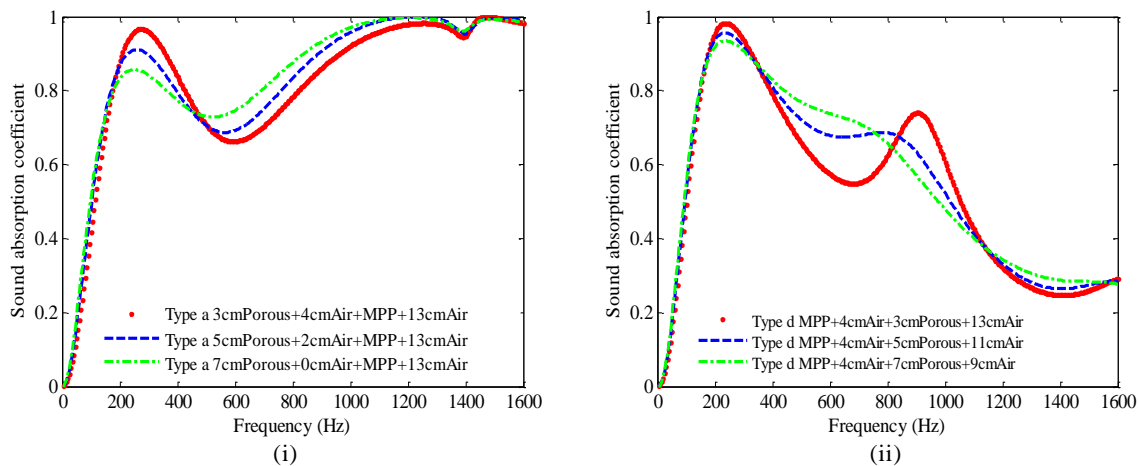 1
0.8
0.6
0.4
0.2
0
Sound absorption coefficient
Type a 3cmPorous+4cmAir+MPP+13cmAir
Type a 5cmPorous+2cmAir+MPP+13cmAir
Type a 7cmPorous+0cmAir+MPP+13cmAir
0 200 400 600 800 1000 1200 1400 1600
Frequency (Hz)
(i)
1
0.8
0.6
0.4
0.2
0
Sound absorption coefficient
Type d MPP+4cmAir+3cmPorous+13cmAir
Type d MPP+4cmAir+5cmPorous+11cmAir
Type d MPP+4cmAir+7cmPorous+9cmAir
0 200 400 600 800 1000 1200 1400 1600
Frequency (Hz)
(ii)